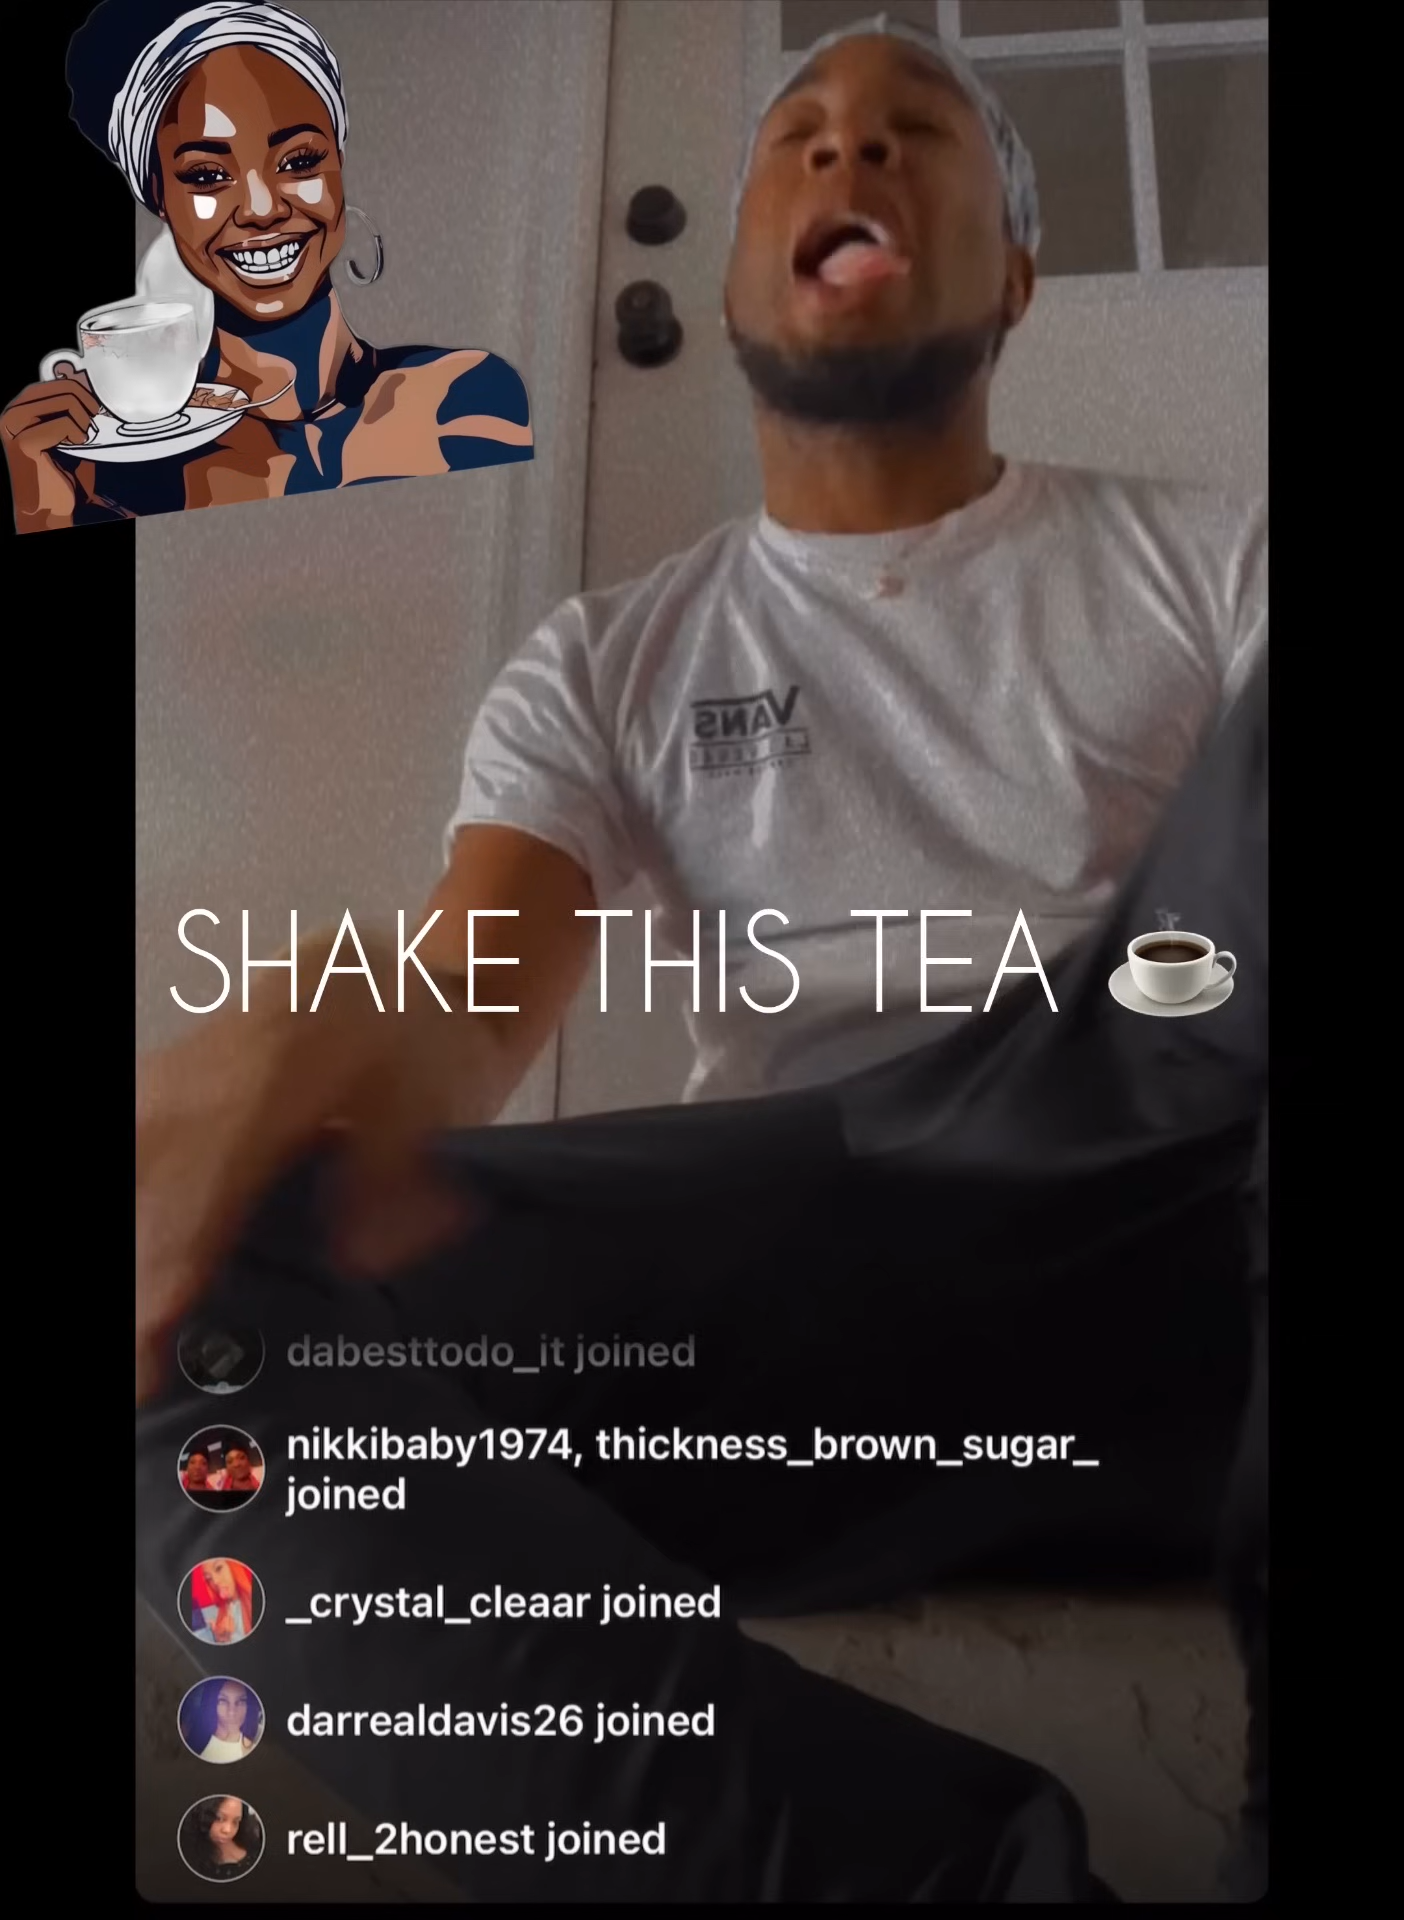 VANS
SHAKE THIS TEA ☕
dabesttodo_it joined
nikkibaby1974, thickness_brown_sugar_
joined
_crystal_cleaar joined
darrealdavis26 joined
rell_2honest joined